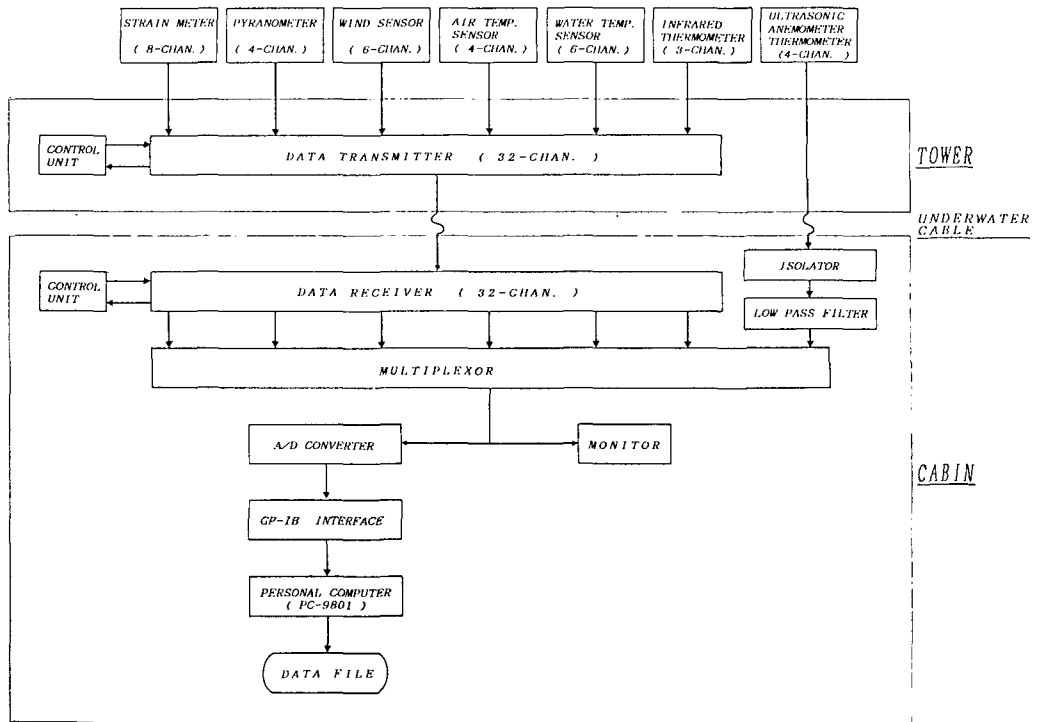 STRAIN METER
( 8-CHAN. )
PYRANOMETER
( 4-CHAN. )
WIND SENSOR
( 6-CHAN. )
AIR TEMP.
SENSOR
( 4-CHAN. )
WATER TEMP.
SENSOR
( 6-CHAN. )
INFRARED
THERMOMETER
( 3-CHAN. )
ULTRASONIC
ANEMOMETER
THERMOMETER
( 4-CHAN. )
CONTROL
UNIT
DATA TRANSMITTER ( 32-CHAN. )
TOWER
UNDERWATER
CABLE
ISOLATOR
CONTROL
UNIT
DATA RECEIVER ( 32-CHAN. )
LOW PASS FILTER
MULTIPLEXOR
A/D CONVERTER
MONITOR
CABIN
GP-IB INTERFACE
PERSONAL COMPUTER
( PC-9801 )
DATA FILE